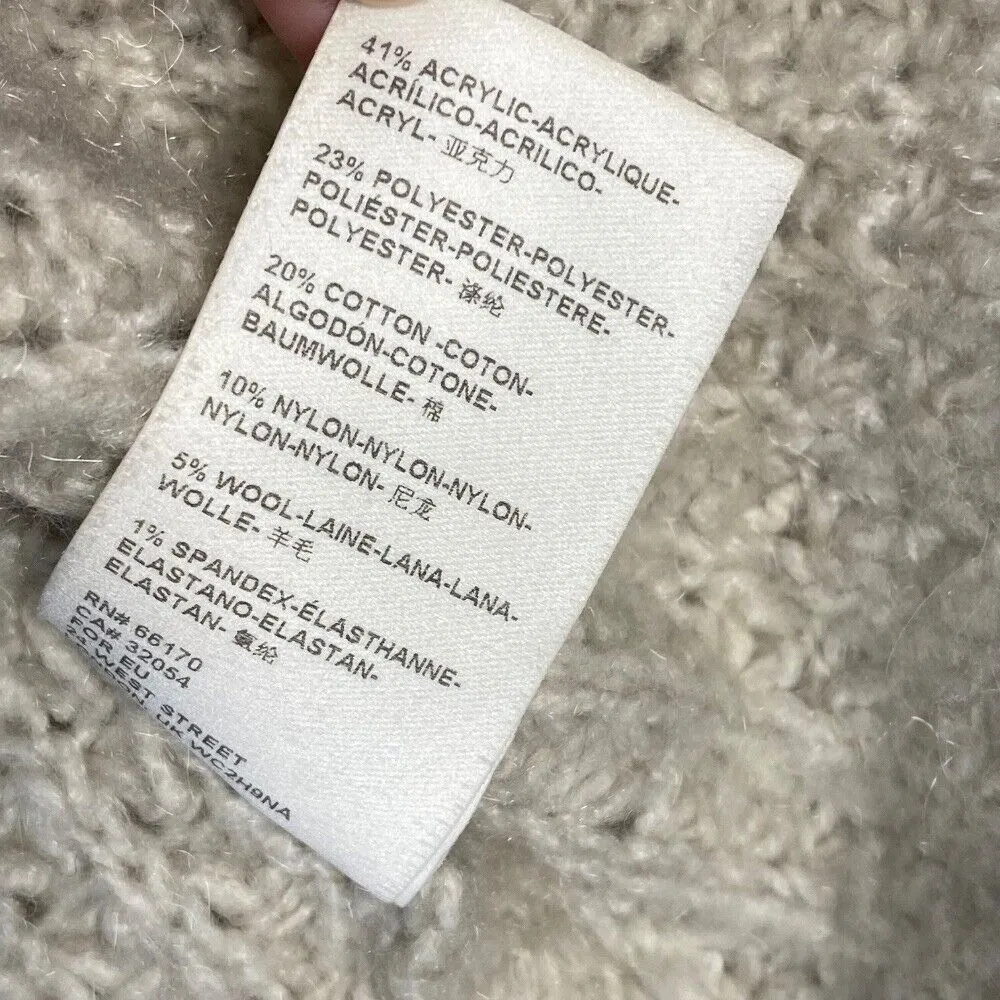 41% ACRYLIC-ACRYLIQUE-
ACRÍLICO-ACRILICO-
ACRYL- 亚克力
23% POLYESTER-POLYESTER-
POLIÉSTER-POLIESTERE-
POLYESTER- 涤纶
20% COTTON -COTON-
ALGODÓN-COTONE-
BAUMWOLLE- 棉
10% NYLON-NYLON-NYLON-
NYLON-NYLON- 尼龙
5% WOOL-LAINE-LANA-LANA-
WOLLE- 羊毛
1% SPANDEX-ÉLASTHANNE-
ELASTANO-ELASTAN-
ELASTAN- 氨纶
RN# 66170
CA# 32054
FOR EU
WEST STREET
UK WC2H9NA